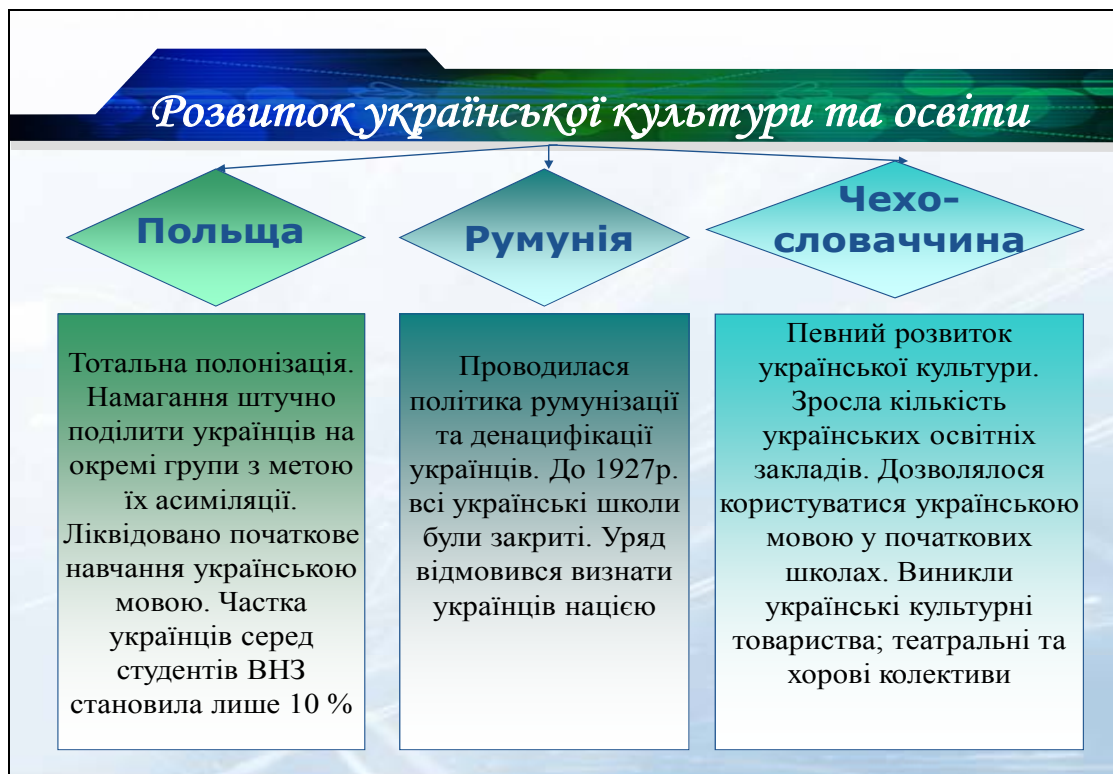 Розвиток української культури та освіти
Польща
Тотальна полонізація.
Намагання штучно
поділити українців на
окремі групи з метою
їх асиміляції.
Ліквідовано початкове
навчання українською
мовою. Частка
українців серед
студентів ВНЗ
становила лише 10 %
Румунія
Проводилася
політика румунізації
та денацифікації
українців. До 1927р.
всі українські школи
були закриті. Уряд
відмовився визнати
українців нацією
Чехо-
словаччина
Певний розвиток
української культури.
Зросла кількість
українських освітніх
закладів. Дозволялося
користуватися українською
мовою у початкових
школах. Виникли
українські культурні
товариства; театральні та
хорові колективи